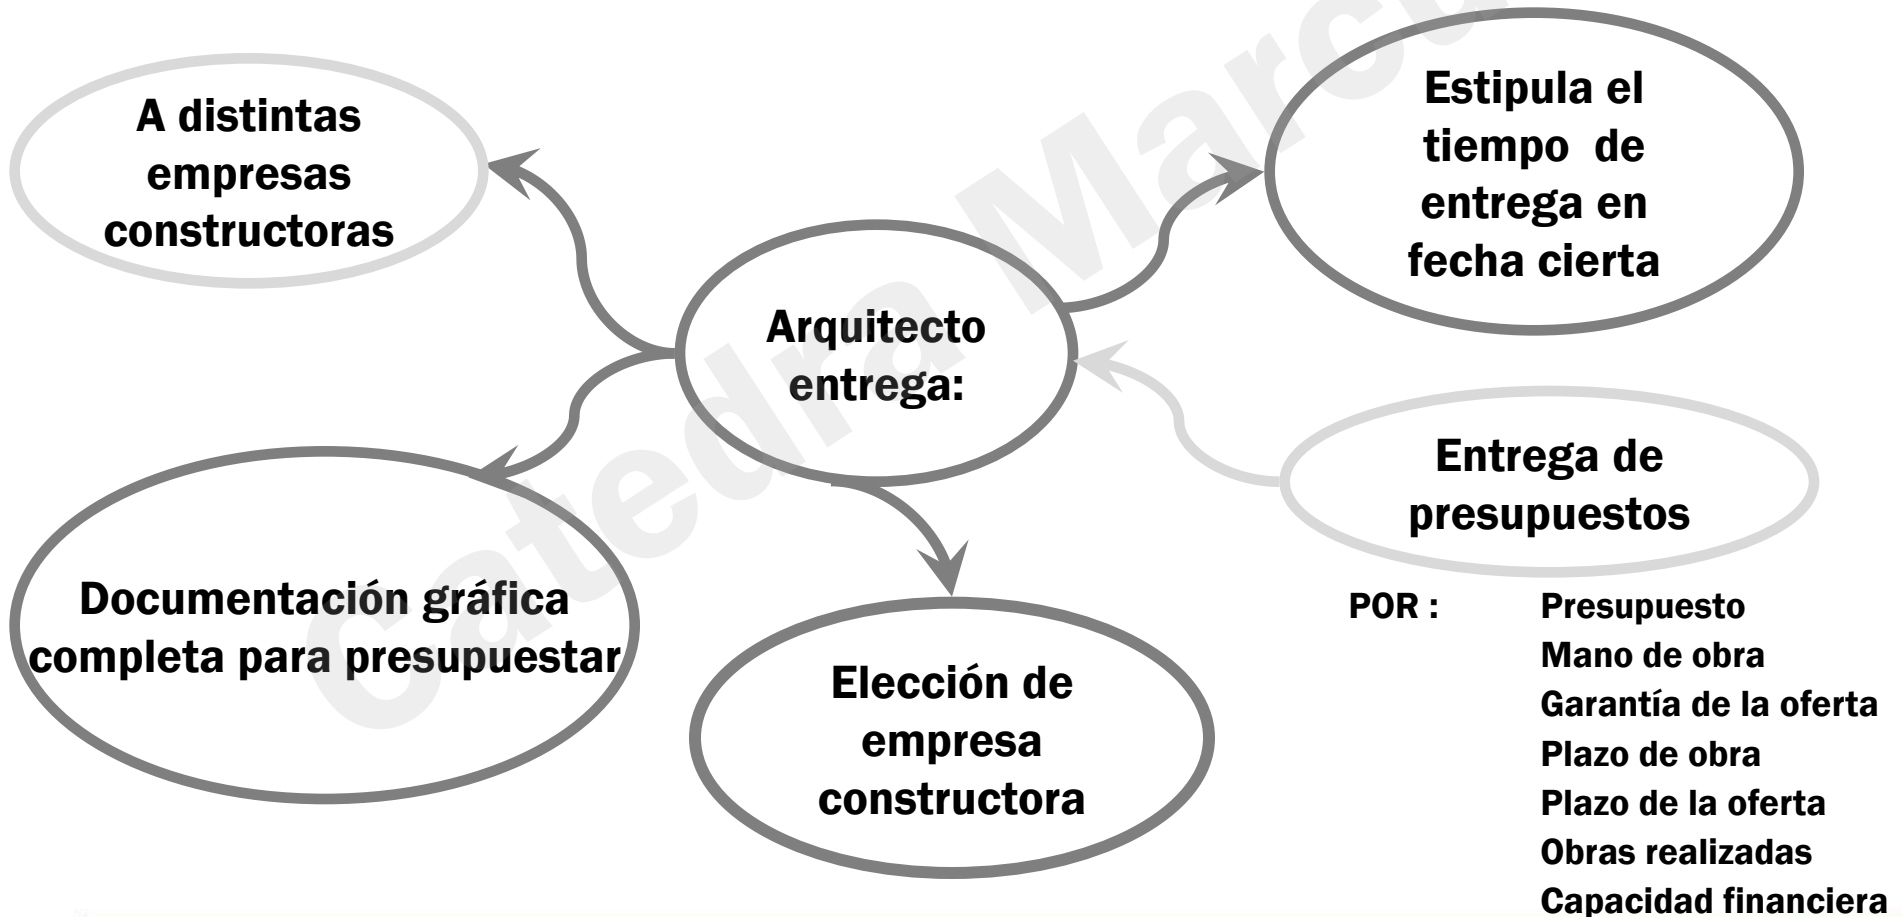 A distintas
empresas
constructoras
Estipula el
tiempo de
entrega en
fecha cierta
Arquitecto
entrega:
Entrega de
presupuestos
Documentación gráfica
completa para presupuestar
Elección de
empresa
constructora
POR : Presupuesto
Mano de obra
Garantía de la oferta
Plazo de obra
Plazo de la oferta
Obras realizadas
Capacidad financiera
Catedra